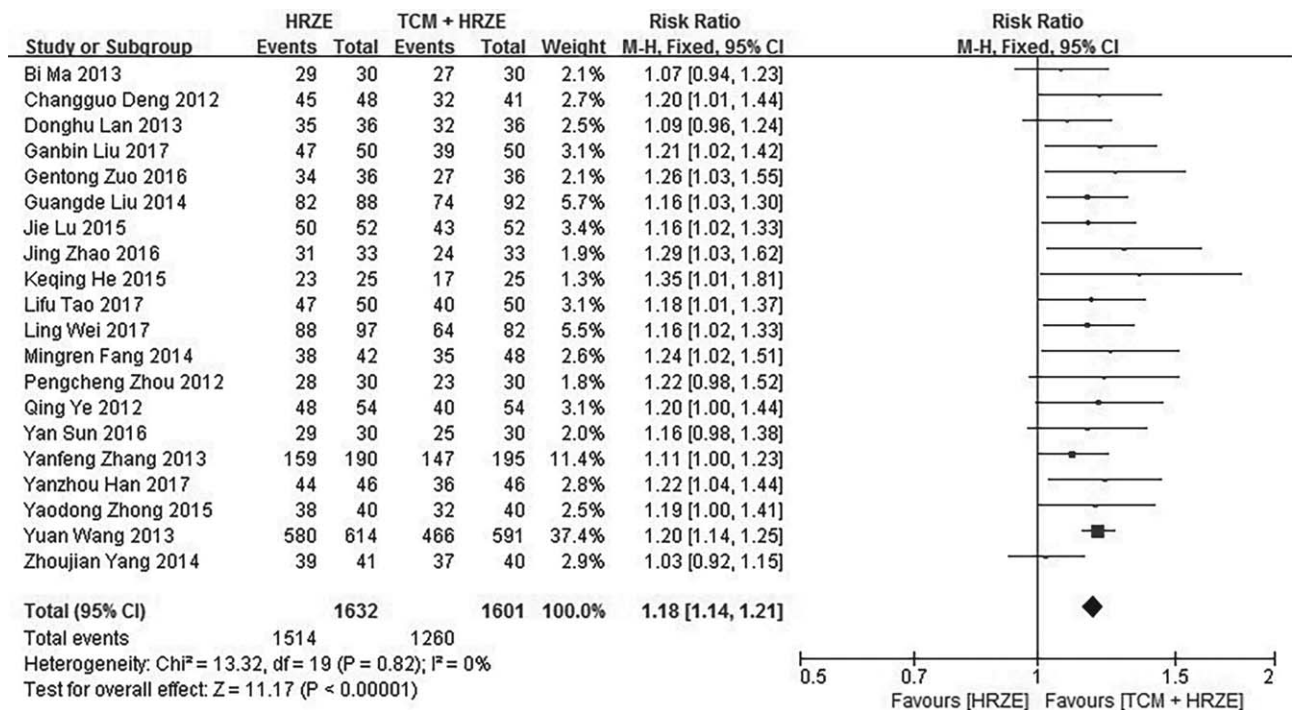 HRZE TCM + HRZE Risk Ratio Risk Ratio
Study or Subgroup Events Total Events Total Weight M-H, Fixed, 95% CI M-H, Fixed, 95% CI
Bi Ma 2013 29 30 27 30 2.1% 1.07 [0.94, 1.23]
Changguo Deng 2012 45 48 32 41 2.7% 1.20 [1.01, 1.44]
Donghu Lan 2013 35 36 32 36 2.5% 1.09 [0.96, 1.24]
Ganbin Liu 2017 47 50 39 50 3.1% 1.21 [1.02, 1.42]
Gentong Zuo 2016 34 36 27 36 2.1% 1.26 [1.03, 1.55]
Guangde Liu 2014 82 88 74 92 5.7% 1.16 [1.03, 1.30]
Jie Lu 2015 50 52 43 52 3.4% 1.16 [1.02, 1.33]
Jing Zhao 2016 31 33 24 33 1.9% 1.29 [1.03, 1.62]
Keqing He 2015 23 25 17 25 1.3% 1.35 [1.01, 1.81]
Lifu Tao 2017 47 50 40 50 3.1% 1.18 [1.01, 1.37]
Ling Wei 2017 88 97 64 82 5.5% 1.16 [1.02, 1.33]
Mingren Fang 2014 38 42 35 48 2.6% 1.24 [1.02, 1.51]
Pengcheng Zhou 2012 28 30 23 30 1.8% 1.22 [0.98, 1.52]
Qing Ye 2012 48 54 40 54 3.1% 1.20 [1.00, 1.44]
Yan Sun 2016 29 30 25 30 2.0% 1.16 [0.98, 1.38]
Yanfeng Zhang 2013 159 190 147 195 11.4% 1.11 [1.00, 1.23]
Yanzhou Han 2017 44 46 36 46 2.8% 1.22 [1.04, 1.44]
Yaodong Zhong 2015 38 40 32 40 2.5% 1.19 [1.00, 1.41]
Yuan Wang 2013 580 614 466 591 37.4% 1.20 [1.14, 1.25]
Zhoujian Yang 2014 39 41 37 40 2.9% 1.03 [0.92, 1.15]
Total (95% CI) 1632 1601 100.0% 1.18 [1.14, 1.21]
Total events 1514 1260
Heterogeneity: Chi² = 13.32, df = 19 (P = 0.82); I² = 0%
Test for overall effect: Z = 11.17 (P < 0.00001)
0.5 0.7 1 1.5 2
Favours [HRZE] Favours [TCM + HRZE]